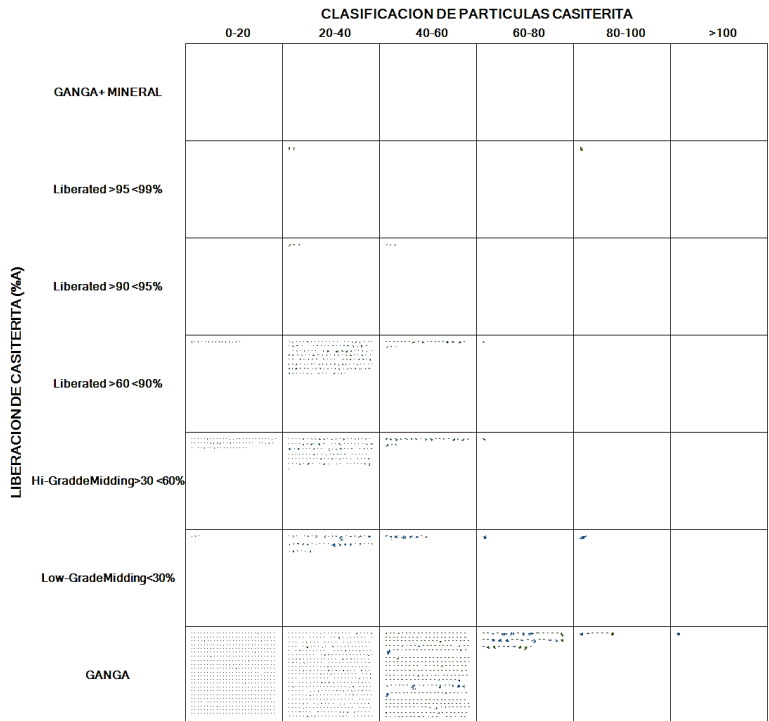 CLASIFICACION DE PARTICULAS CASITERITA
0-20 20-40 40-60 60-80 80-100 >100
LIBERACION DE CASITERITA (%A)
GANGA+ MINERAL
Liberated >95 <99%
Liberated >90 <95%
Liberated >60 <90%
Hi-GraddeMidding>30 <60%
Low-GradeMidding<30%
GANGA